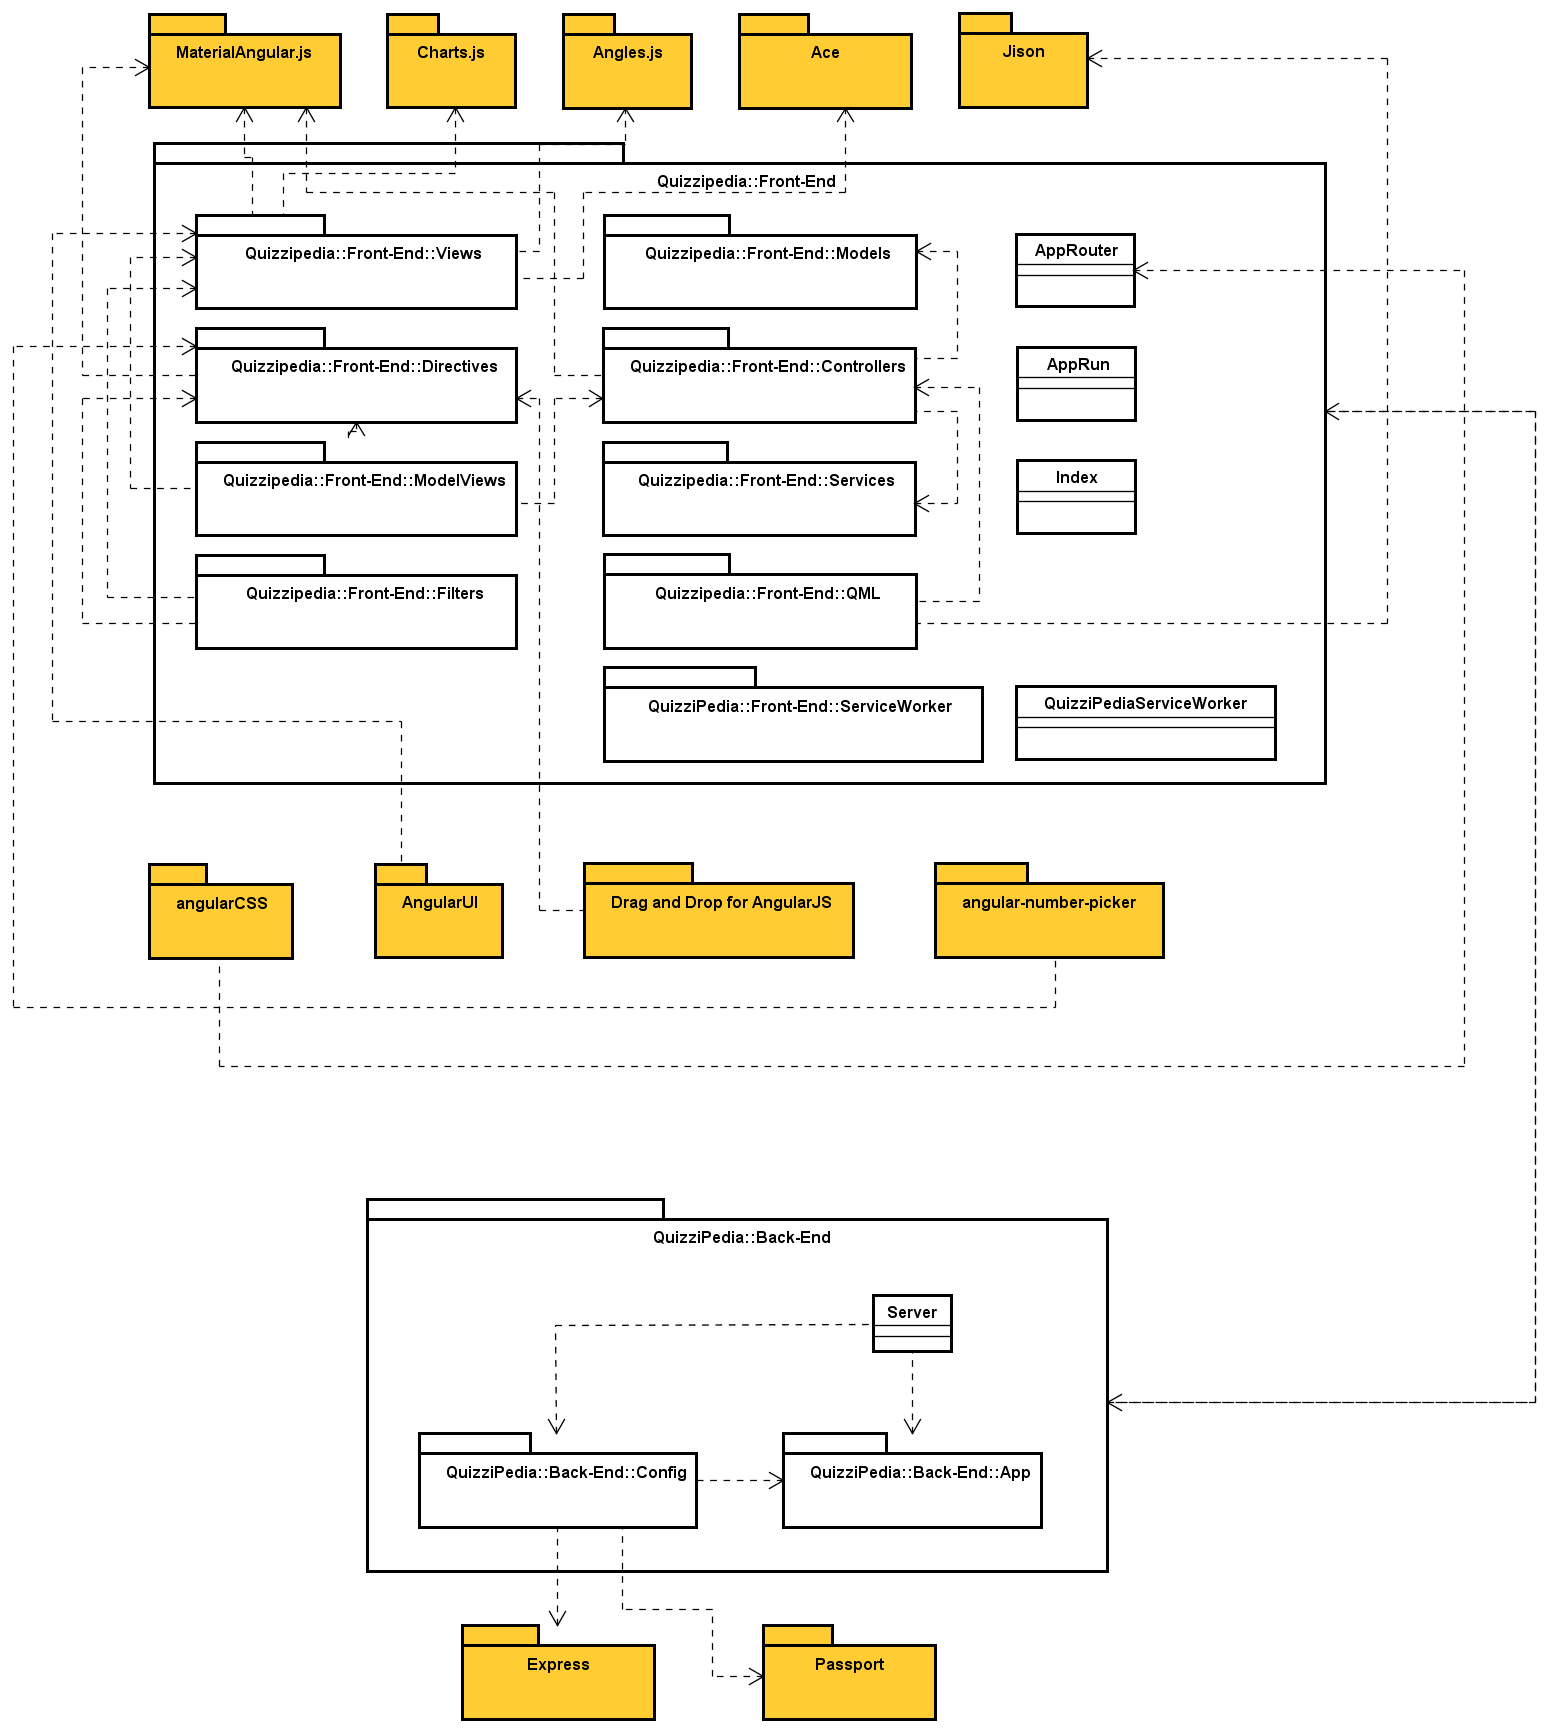 MaterialAngular.js
Charts.js
Angles.js
Ace
Jison
Quizzipedia::Front-End
Quizzipedia::Front-End::Views
Quizzipedia::Front-End::Models
AppRouter
Quizzipedia::Front-End::Directives
Quizzipedia::Front-End::Controllers
AppRun
Quizzipedia::Front-End::ModelViews
Quizzipedia::Front-End::Services
Index
Quizzipedia::Front-End::Filters
Quizzipedia::Front-End::QML
QuizziPedia::Front-End::ServiceWorker
QuizziPediaServiceWorker
angularCSS
AngularUI
Drag and Drop for AngularJS
angular-number-picker
QuizziPedia::Back-End
Server
QuizziPedia::Back-End::Config
QuizziPedia::Back-End::App
Express
Passport